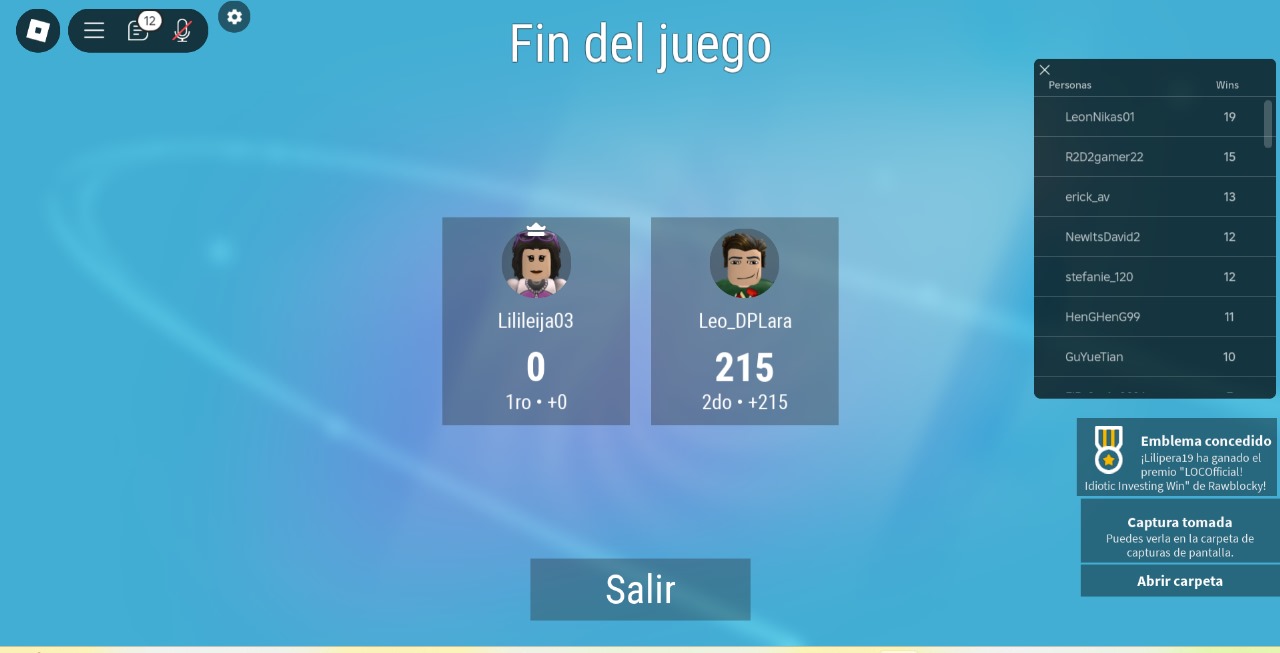 12
Fin del juego
Personas Wins
LeonNikas01 19
R2D2gamer22 15
erick_av 13
NewItsDavid2 12
stefanie_120 12
HenGHenG99 11
GuYueTian 10
Lilileija03
0
1ro • +0
Leo_DPLara
215
2do • +215
Emblema concedido
¡Lilipera19 ha ganado el
premio "LOCOfficial!
Idiotic Investing Win" de Rawblocky!
Captura tomada
Puedes verla en la carpeta de
capturas de pantalla.
Abrir carpeta
Salir